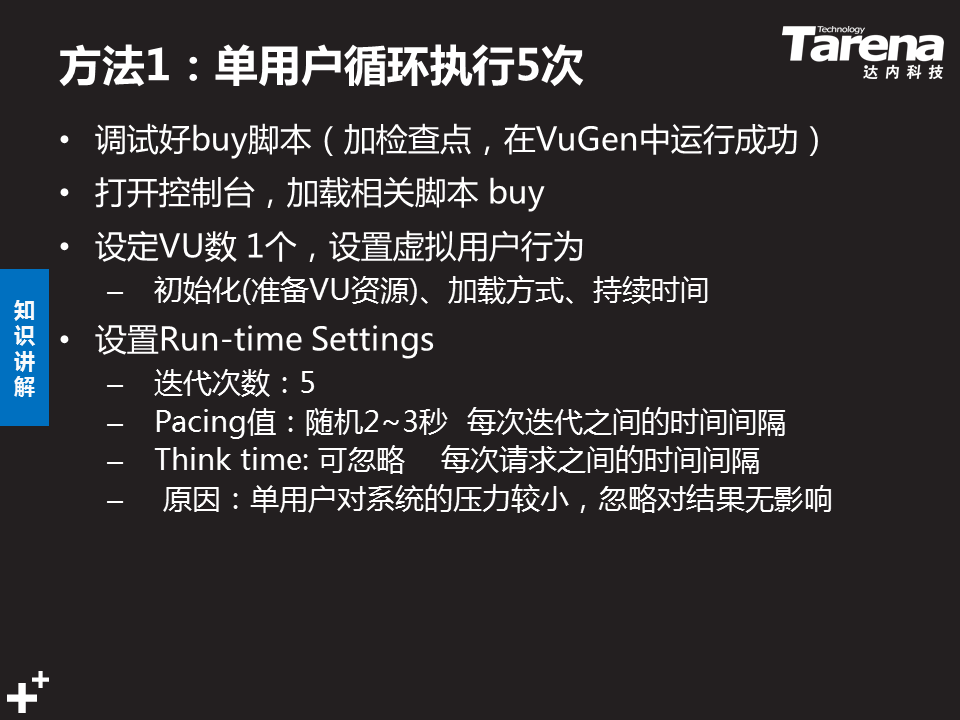 方法1：单用户循环执行5次
Technology
Tarena
达内科技
• 调试好buy脚本（加检查点，在VuGen中运行成功）
• 打开控制台，加载相关脚本 buy
• 设定VU数 1个，设置虚拟用户行为
– 初始化(准备VU资源)、加载方式、持续时间
• 设置Run-time Settings
– 迭代次数：5
– Pacing值：随机2~3秒 每次迭代之间的时间间隔
– Think time: 可忽略 每次请求之间的时间间隔
– 原因：单用户对系统的压力较小，忽略对结果无影响
知
识
讲
解